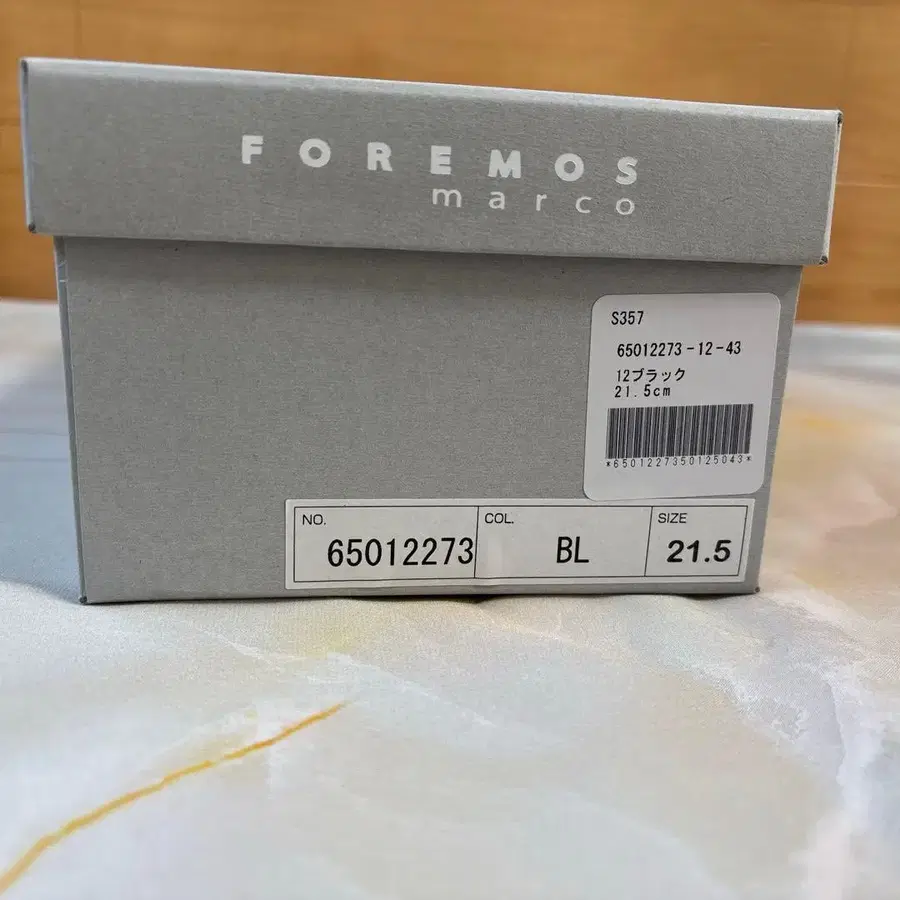 FOREMOS
marco
S357
65012273-12-43
12ブラック
21.5cm
*6501227350125043*
NO.
65012273
COL.
BL
SIZE
21.5